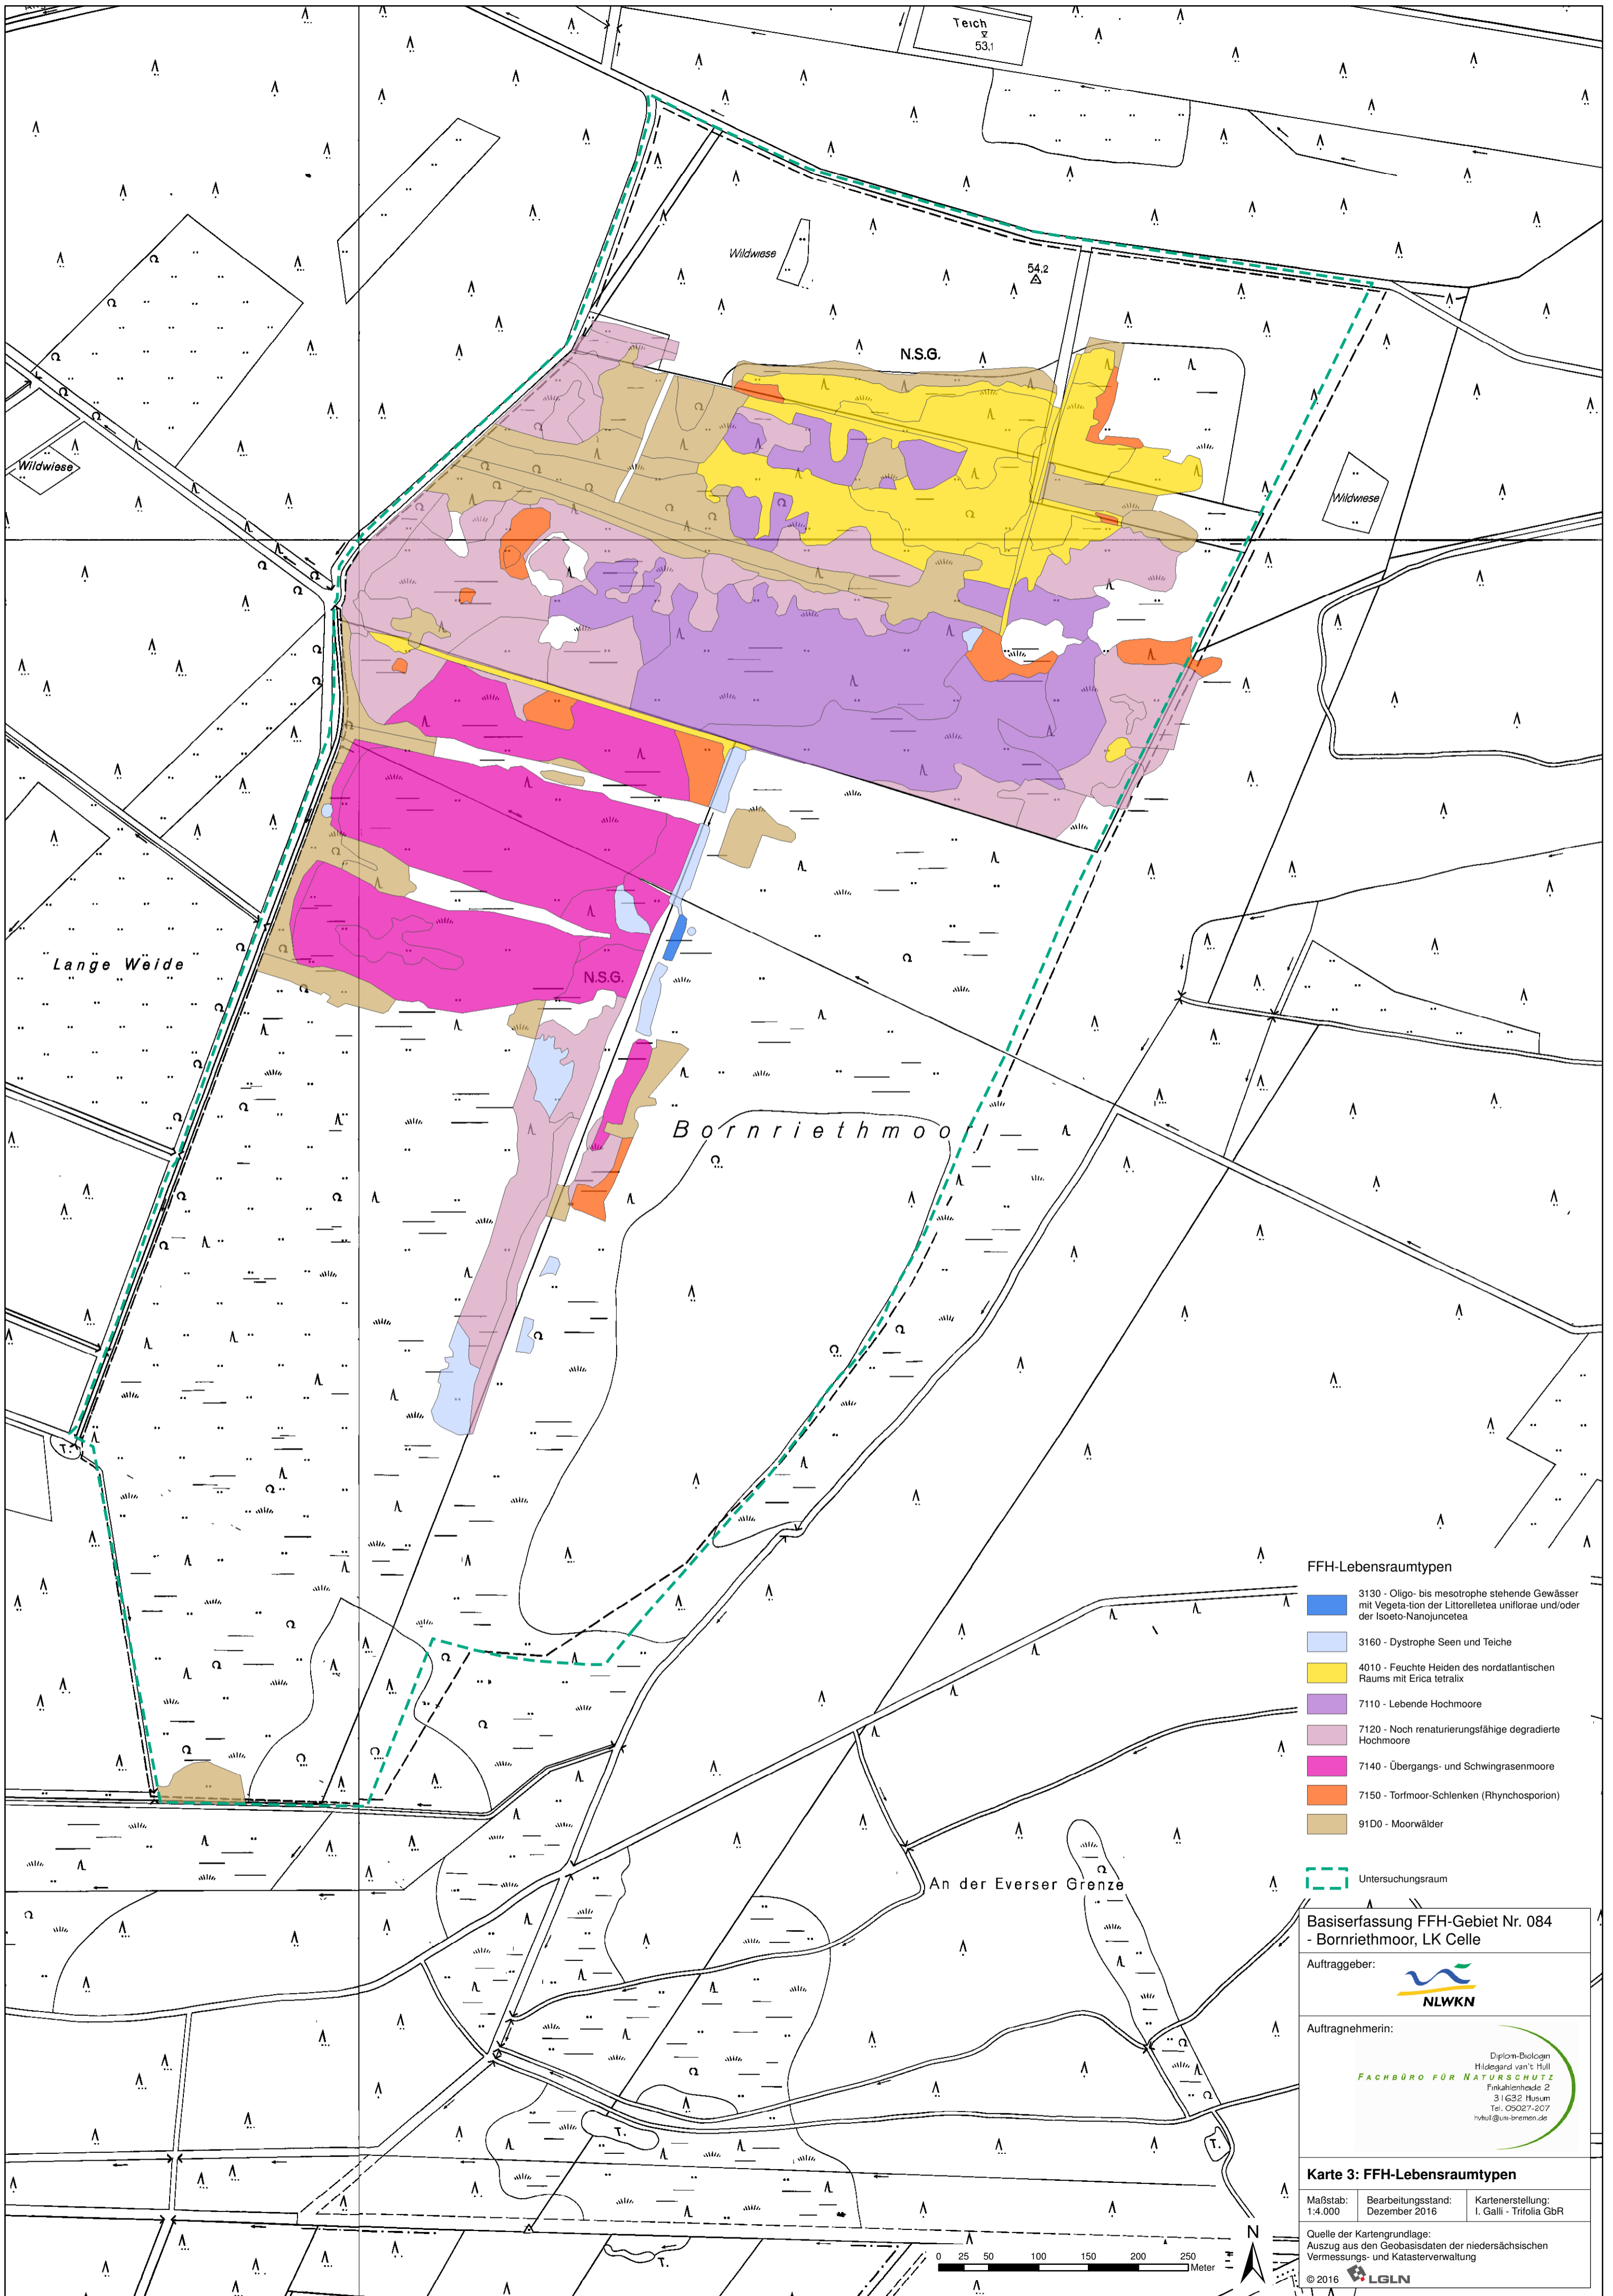 Teich
53,1
Wildwiese
54.2
N.S.G.
Wildwiese
Wildwiese
Lange Weide
N.S.G.
Bornriethmoor
T.
An der Everser Grenze
T.
T.
T.
FFH-Lebensraumtypen
3130 - Oligo- bis mesotrophe stehende Gewässer
mit Vegeta-tion der Littorelletea uniflorae und/oder
der Isoeto-Nanojuncetea
3160 - Dystrophe Seen und Teiche
4010 - Feuchte Heiden des nordatlantischen
Raums mit Erica tetralix
7110 - Lebende Hochmoore
7120 - Noch renaturierungsfähige degradierte
Hochmoore
7140 - Übergangs- und Schwingrasenmoore
7150 - Torfmoor-Schlenken (Rhynchosporion)
91D0 - Moorwälder
Untersuchungsraum
Basiserfassung FFH-Gebiet Nr. 084
- Bornriethmoor, LK Celle
Auftraggeber:
NLWKN
Auftragnehmerin:
Diplom-Biologin
Hildegard van't Hull
FACHBÜRO FÜR NATURSCHUTZ
31632 Husum
Tel. 05027-207
Karte 3: FFH-Lebensraumtypen
Maßstab:
1:4.000
Bearbeitungsstand:
Dezember 2016
Kartenerstellung:
I. Galli - Trifolia GbR
Quelle der Kartengrundlage:
Auszug aus den Geobasisdaten der niedersächsischen
Vermessungs- und Katasterverwaltung
© 2016 LGLN
N
0 25 50 100 150 200 250
Meter